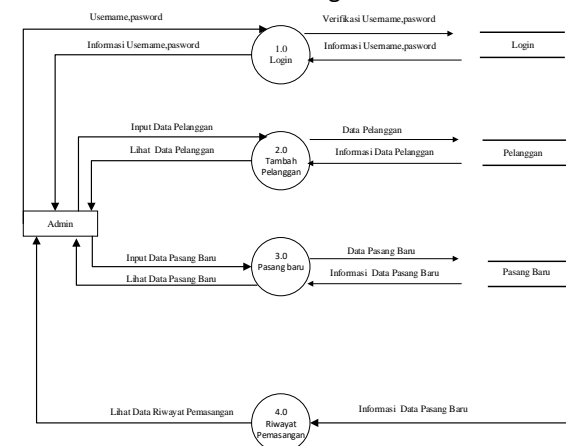 Username,pasword
Verifikasi Username,pasword
Informasi Username,pasword
1.0
Login
Informasi Username,pasword
Login
Input Data Pelanggan
Data Pelanggan
Lihat Data Pelanggan
2.0
Tambah
Pelanggan
Informasi Data Pelanggan
Pelanggan
Admin
Input Data Pasang Baru
Data Pasang Baru
Lihat Data Pasang Baru
3.0
Pasang baru
Informasi Data Pasang Baru
Pasang Baru
Lihat Data Riwayat Pemasangan
4.0
Riwayat
Pemasangan
Informasi Data Pasang Baru